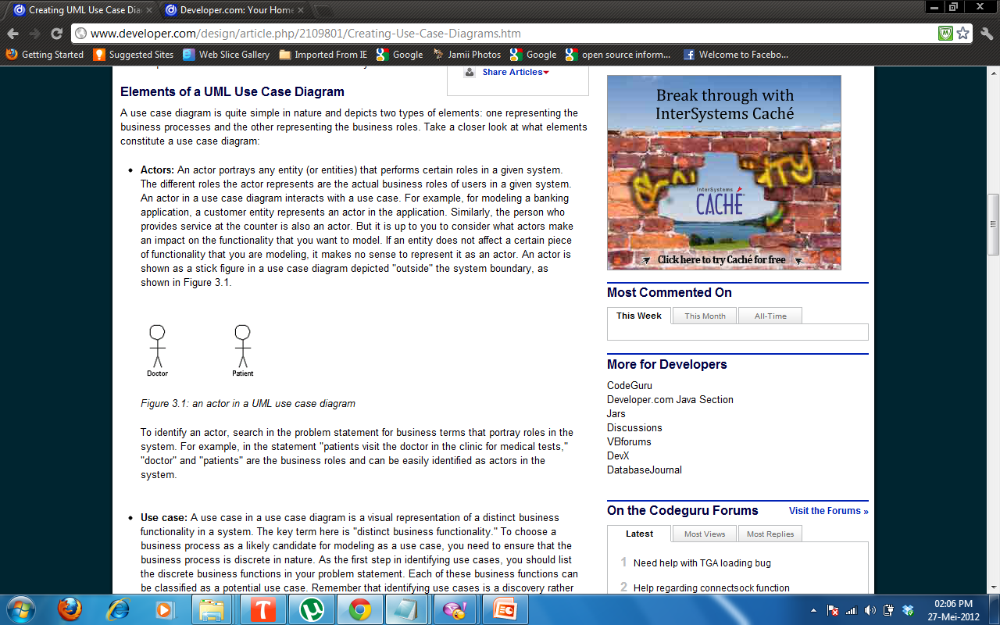 Creating UML Use Case Dia
Developer.com: Your Home
www.developer.com/design/article.php/2109801/Creating-Use-Case-Diagrams.htm
Getting Started
Suggested Sites
Web Slice Gallery
Imported From IE
Google
Jamii Photos
Google
open source inform...
Welcome to Facebo...
Share Articles
Elements of a UML Use Case Diagram
A use case diagram is quite simple in nature and depicts two types of elements: one representing the
business processes and the other representing the business roles. Take a closer look at what elements
constitute a use case diagram:
Actors: An actor portrays any entity (or entities) that performs certain roles in a given system.
The different roles the actor represents are the actual business roles of users in a given system.
An actor in a use case diagram interacts with a use case. For example, for modeling a banking
application, a customer entity represents an actor in the application. Similarly, the person who
provides service at the counter is also an actor. But it is up to you to consider what actors make
an impact on the functionality that you want to model. If an entity does not affect a certain piece
of functionality that you are modeling, it makes no sense to represent it as an actor. An actor is
shown as a stick figure in a use case diagram depicted "outside" the system boundary, as
shown in Figure 3.1.
Doctor
Patient
Figure 3.1: an actor in a UML use case diagram
To identify an actor, search in the problem statement for business terms that portray roles in the
system. For example, in the statement "patients visit the doctor in the clinic for medical tests,"
"doctor" and "patients" are the business roles and can be easily identified as actors in the
system.
Use case: A use case in a use case diagram is a visual representation of a distinct business
functionality in a system. The key term here is "distinct business functionality." To choose a
business process as a likely candidate for modeling as a use case, you need to ensure that the
business process is discrete in nature. As the first step in identifying use cases, you should list
the discrete business functions in your problem statement. Each of these business functions can
be classified as a potential use case. Remember that identifying use cases is a discovery rather
Break through with
InterSystems Caché
InterSystems
CACHÉ
Click here to try Caché for free
Most Commented On
This Week
This Month
All-Time
More for Developers
CodeGuru
Developer.com Java Section
Jars
Discussions
VBforums
DevX
DatabaseJournal
On the Codeguru Forums
Visit the Forums »
Latest
Most Views
Most Replies
1 Need help with TGA loading bug
2 Help regarding connectsock function
02:06 PM
27-Mei-2012